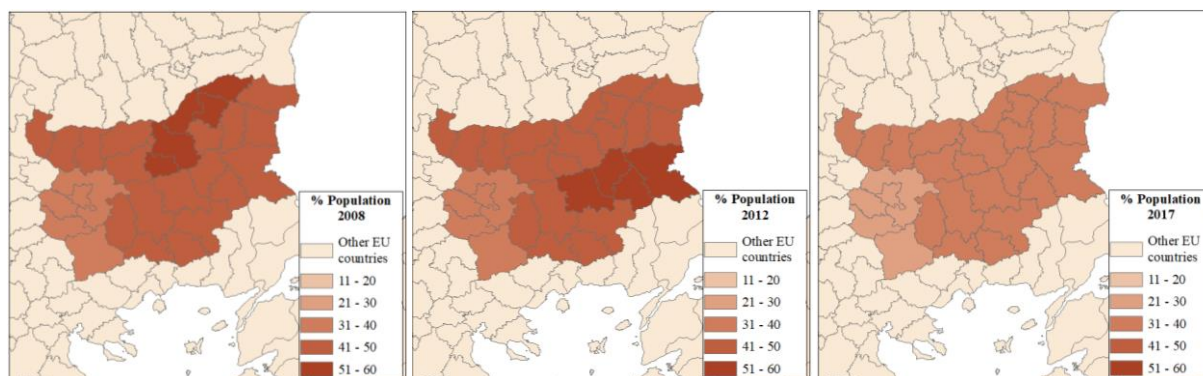 % Population
2008
Other EU
countries
11 - 20
21 - 30
31 - 40
41 - 50
51 - 60
% Population
2012
Other EU
countries
11 - 20
21 - 30
31 - 40
41 - 50
51 - 60
% Population
2017
Other EU
countries
11 - 20
21 - 30
31 - 40
41 - 50
51 - 60